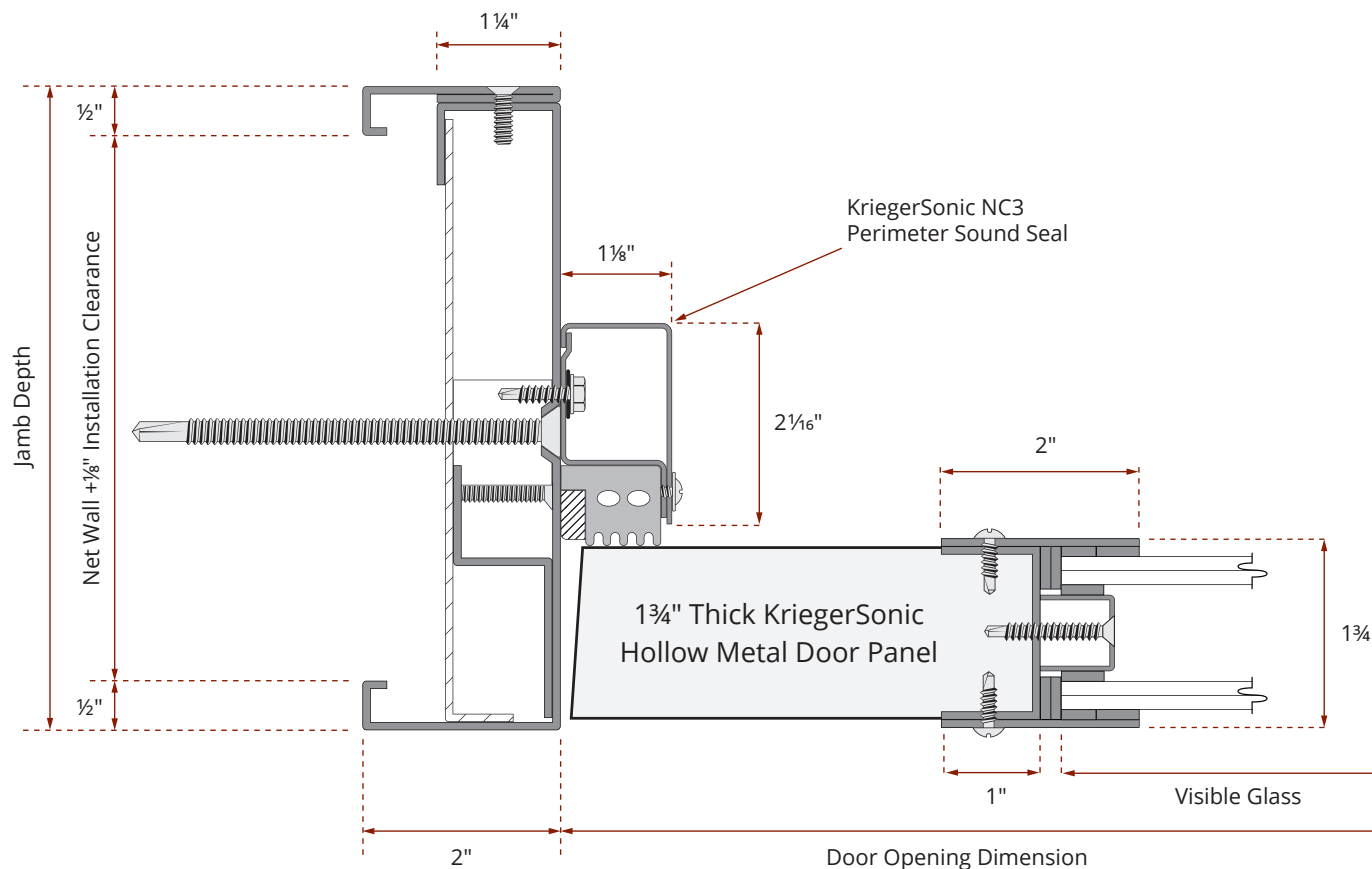 1¼"
½"
KriegerSonic NC3
Perimeter Sound Seal
1⅛"
Jamb Depth
Net Wall +⅛" Installation Clearance
2¹⁄₁₆"
2"
1¾" Thick KriegerSonic
Hollow Metal Door Panel
1¾
½"
1"
Visible Glass
2"
Door Opening Dimension